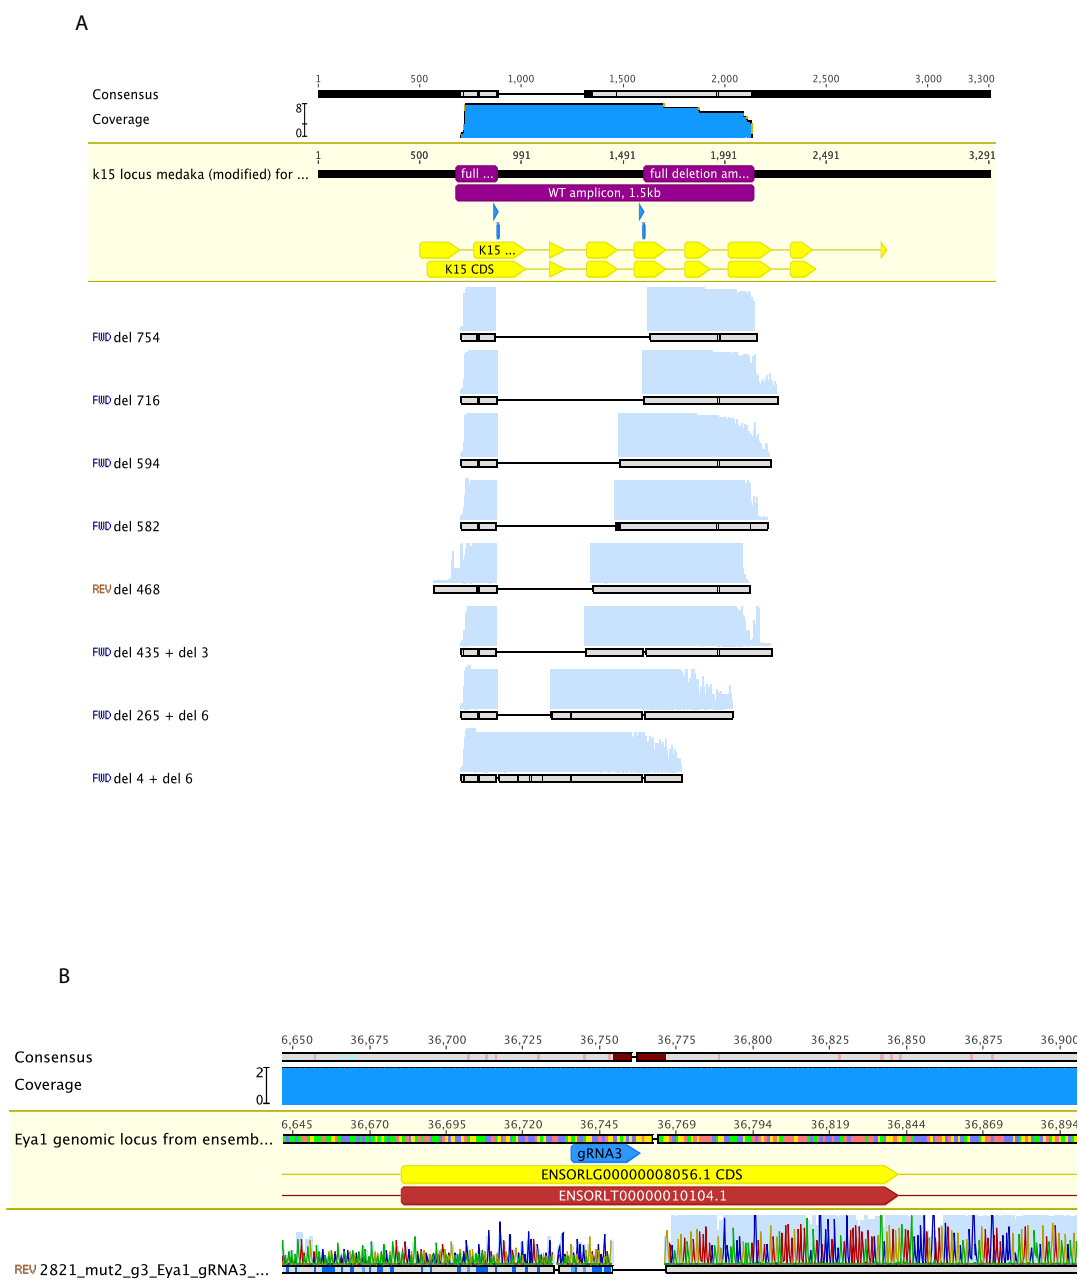 A
1 500 1,000 1,500 2,000 2,500 3,000 3,300
Consensus
Coverage
8
0
1 500 991 1,491 1,991 2,491 3,291
k15 locus medaka (modified) for ...
full ...
full deletion am...
WT amplicon, 1.5kb
K15 ...
K15 CDS
FWD del 754
FWD del 716
FWD del 594
FWD del 582
REV del 468
FWD del 435 + del 3
FWD del 265 + del 6
FWD del 4 + del 6
B
6,650 36,675 36,700 36,725 36,750 36,775 36,800 36,825 36,850 36,875 36,900
Consensus
Coverage
2
0
6,645 36,670 36,695 36,720 36,745 36,769 36,794 36,819 36,844 36,869 36,894
Eya1 genomic locus from ensemb...
gRNA3
ENSORLG00000008056.1 CDS
ENSORLT00000010104.1
REV 2821_mut2_g3_Eya1_gRNA3_...